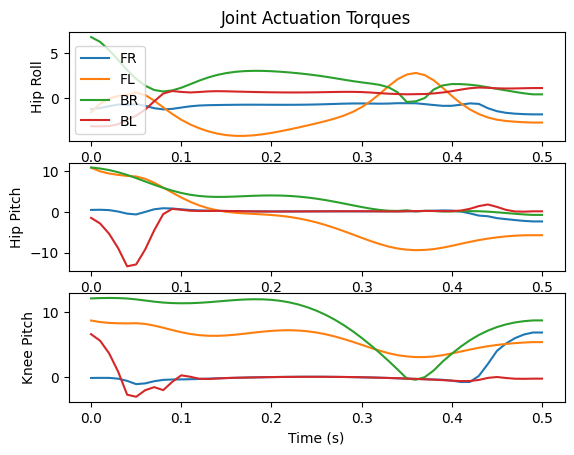 Joint Actuation Torques
Hip Roll
5
0
FR
FL
BR
BL
0.0 0.1 0.2 0.3 0.4 0.5
Hip Pitch
10
0
−10
0.0 0.1 0.2 0.3 0.4 0.5
Knee Pitch
10
0
0.0 0.1 0.2 0.3 0.4 0.5
Time (s)